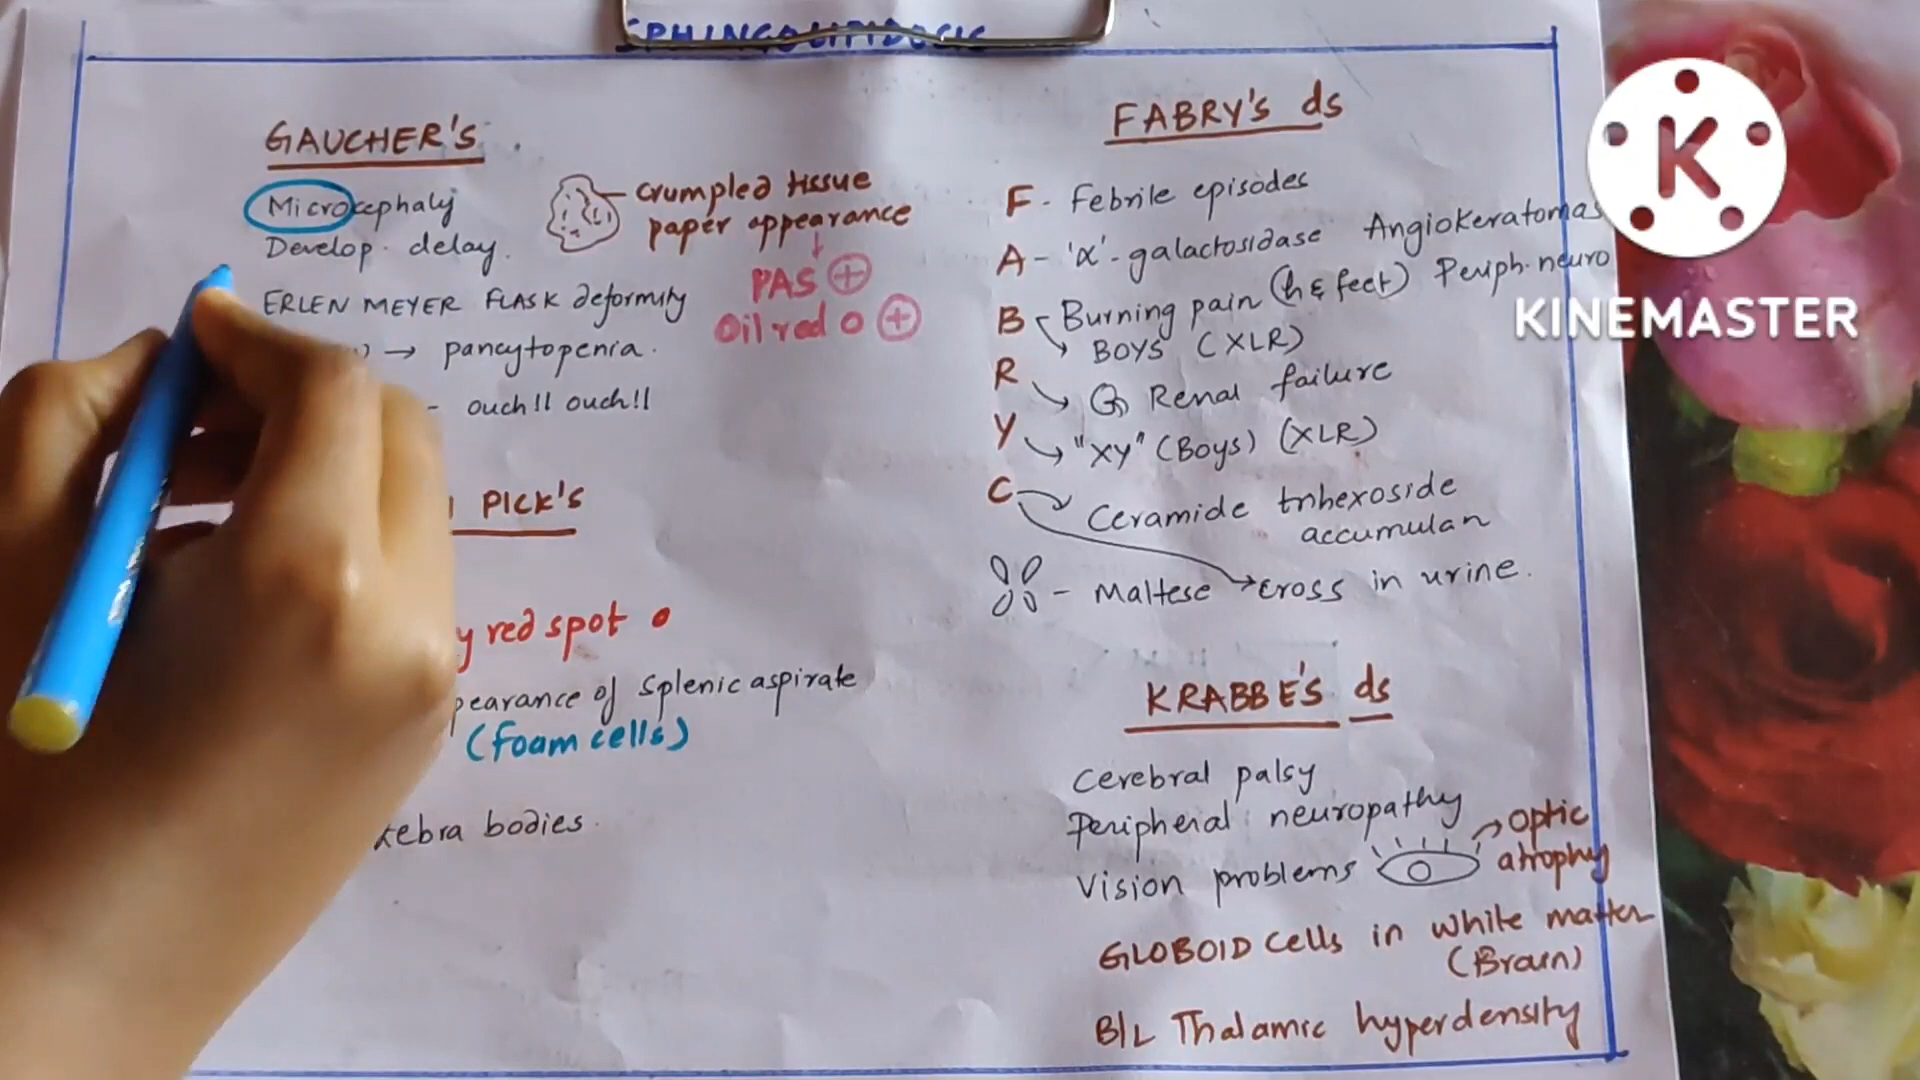 SPHINGOLIPIDOSIS
GAUCHER'S
Microcephaly
Develop. delay.
crumpled tissue
paper appearance
PAS +
Oil red O +
ERLEN MEYER FLASK deformity
→ pancytopenia.
- ouch!! ouch!!
PICK'S
y red spot
pearance of splenic aspirate
(foam cells)
zebra bodies.
FABRY'S ds
F - Febrile episodes
A - 'α' - galactosidase Angiokeratomas
B Burning pain (h & feet) Periph. neuro
→ BOYS (XLR)
R → Renal failure
Y → "XY" (Boys) (XLR)
C → Ceramide trihexoside
accumulan
- Maltese → cross in urine.
KRABBE'S ds
Cerebral palsy
Peripheral neuropathy
Vision problems → Optic
atrophy
GLOBOID cells in white matter
(Brain)
B/L Thalamic hyperdensity
K
KINEMASTER